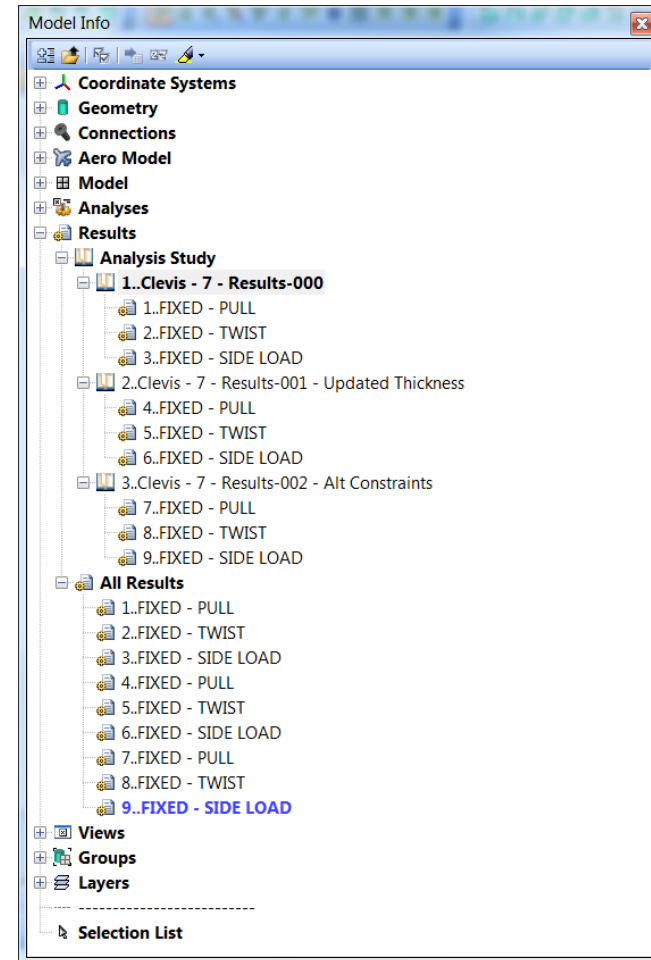 Model Info
Coordinate Systems
Geometry
Connections
Aero Model
Model
Analyses
Results
Analysis Study
1..Clevis - 7 - Results-000
1..FIXED - PULL
2..FIXED - TWIST
3..FIXED - SIDE LOAD
2..Clevis - 7 - Results-001 - Updated Thickness
4..FIXED - PULL
5..FIXED - TWIST
6..FIXED - SIDE LOAD
3..Clevis - 7 - Results-002 - Alt Constraints
7..FIXED - PULL
8..FIXED - TWIST
9..FIXED - SIDE LOAD
All Results
1..FIXED - PULL
2..FIXED - TWIST
3..FIXED - SIDE LOAD
4..FIXED - PULL
5..FIXED - TWIST
6..FIXED - SIDE LOAD
7..FIXED - PULL
8..FIXED - TWIST
9..FIXED - SIDE LOAD
Views
Groups
Layers
--------------------------
Selection List